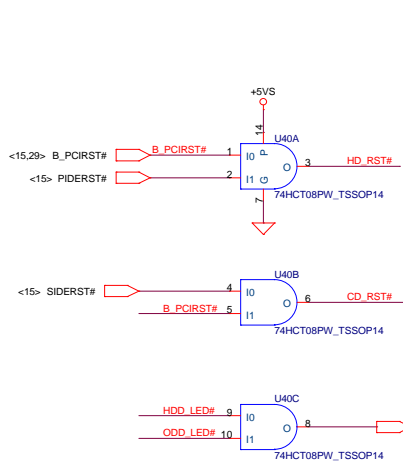 +5VS
14
U40A
<15,29> B_PCIRST# B_PCIRST# 1 I0 P
O 3 HD_RST#
<15> PIDERST# 2 I1 G
7
74HCT08PW_TSSOP14
U40B
<15> SIDERST# 4 I0
O 6 CD_RST#
B_PCIRST# 5 I1
74HCT08PW_TSSOP14
U40C
HDD_LED# 9 I0
O 8
ODD_LED# 10 I1
74HCT08PW_TSSOP14